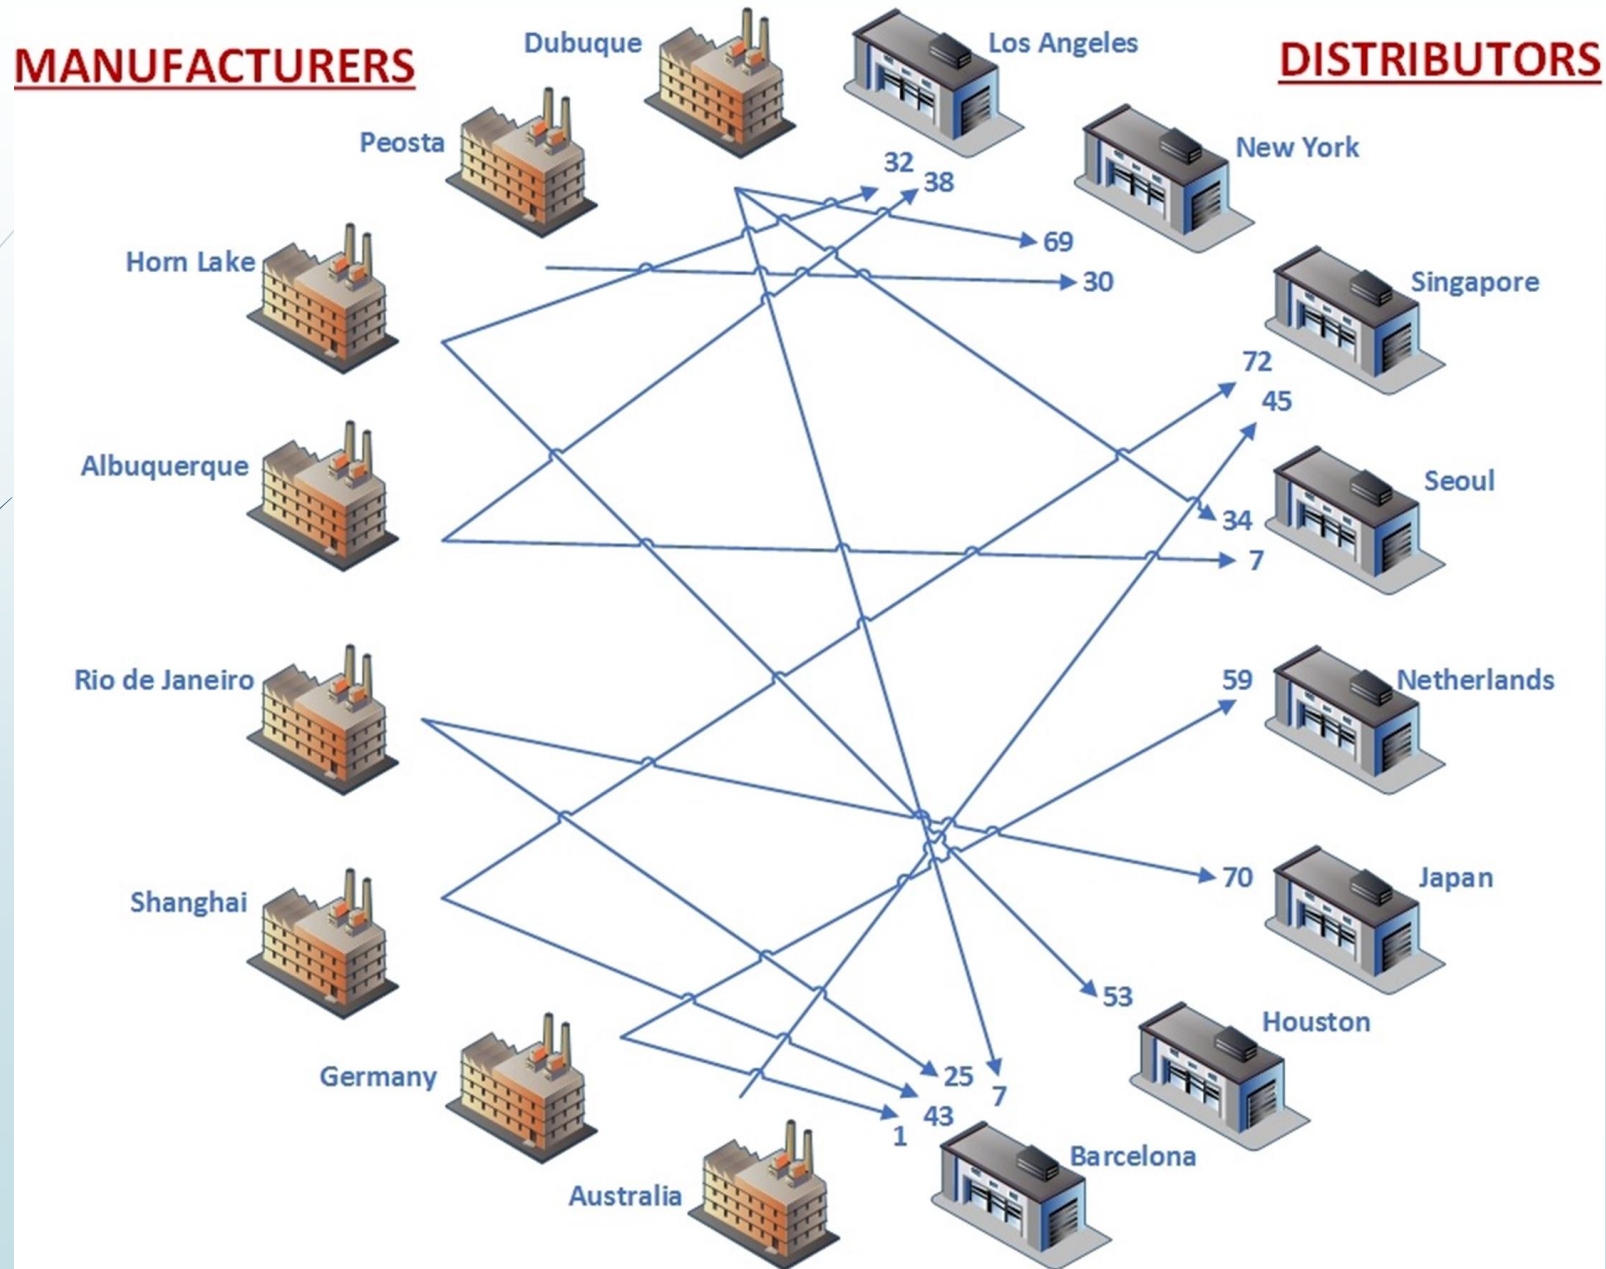 MANUFACTURERS
DISTRIBUTORS
Dubuque
Los Angeles
Peosta
New York
32
38
Horn Lake
69
30
Singapore
72
45
Albuquerque
Seoul
34
7
Rio de Janeiro
59
Netherlands
70
Japan
Shanghai
53
Houston
Germany
25
7
43
1
Barcelona
Australia